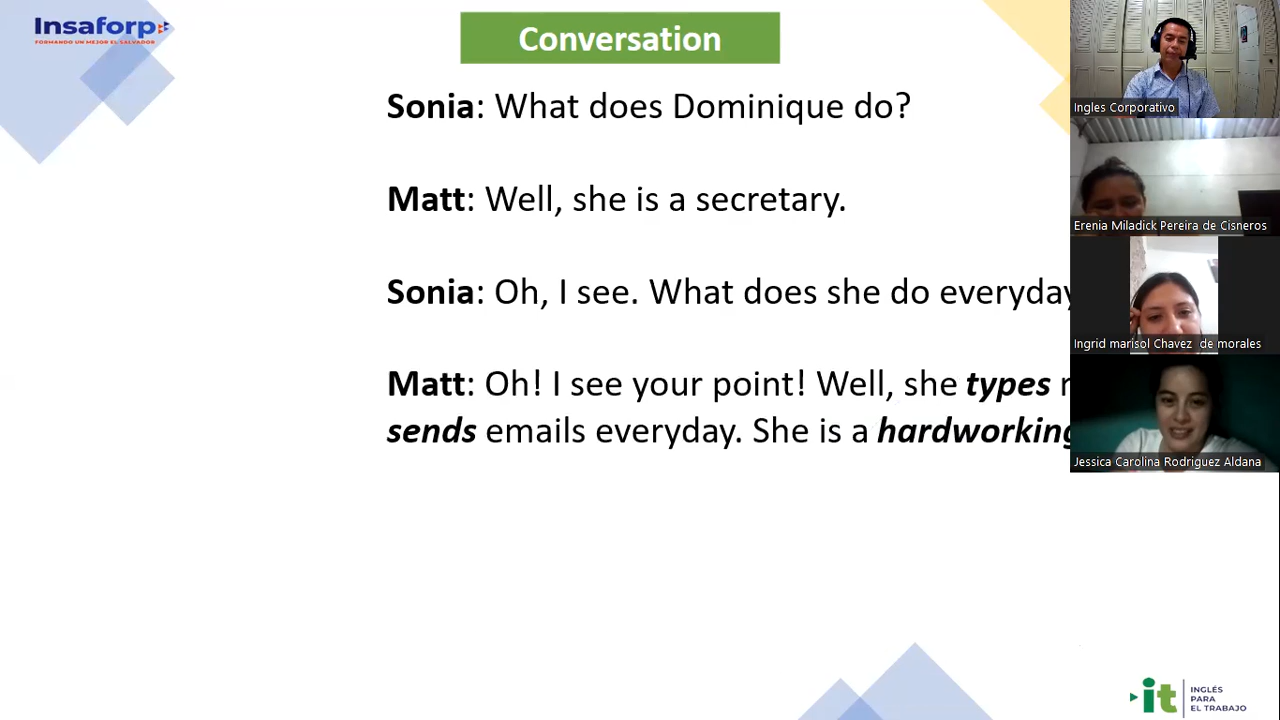 Insaforp
FORMANDO UN MEJOR EL SALVADOR
Conversation
Sonia: What does Dominique do?
Matt: Well, she is a secretary.
Sonia: Oh, I see. What does she do everyday
Matt: Oh! I see your point! Well, she types
sends emails everyday. She is a hardworking
Ingles Corporativo
Erenia Miladick Pereira de Cisneros
Ingrid marisol Chavez de morales
Jessica Carolina Rodriguez Aldana
it
INGLÉS
PARA
EL TRABAJO